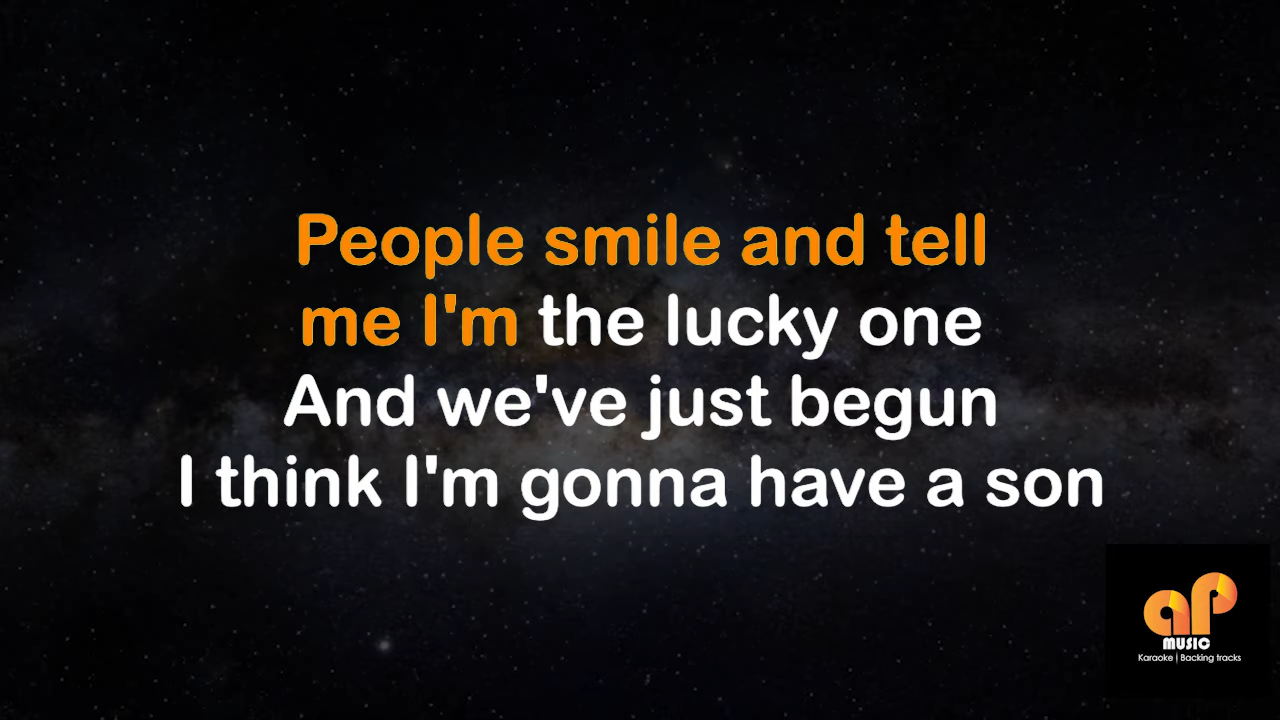 People smile and tell
me I'm the lucky one
And we've just begun
I think I'm gonna have a son
ap
MUSIC
Karaoke | Backing tracks